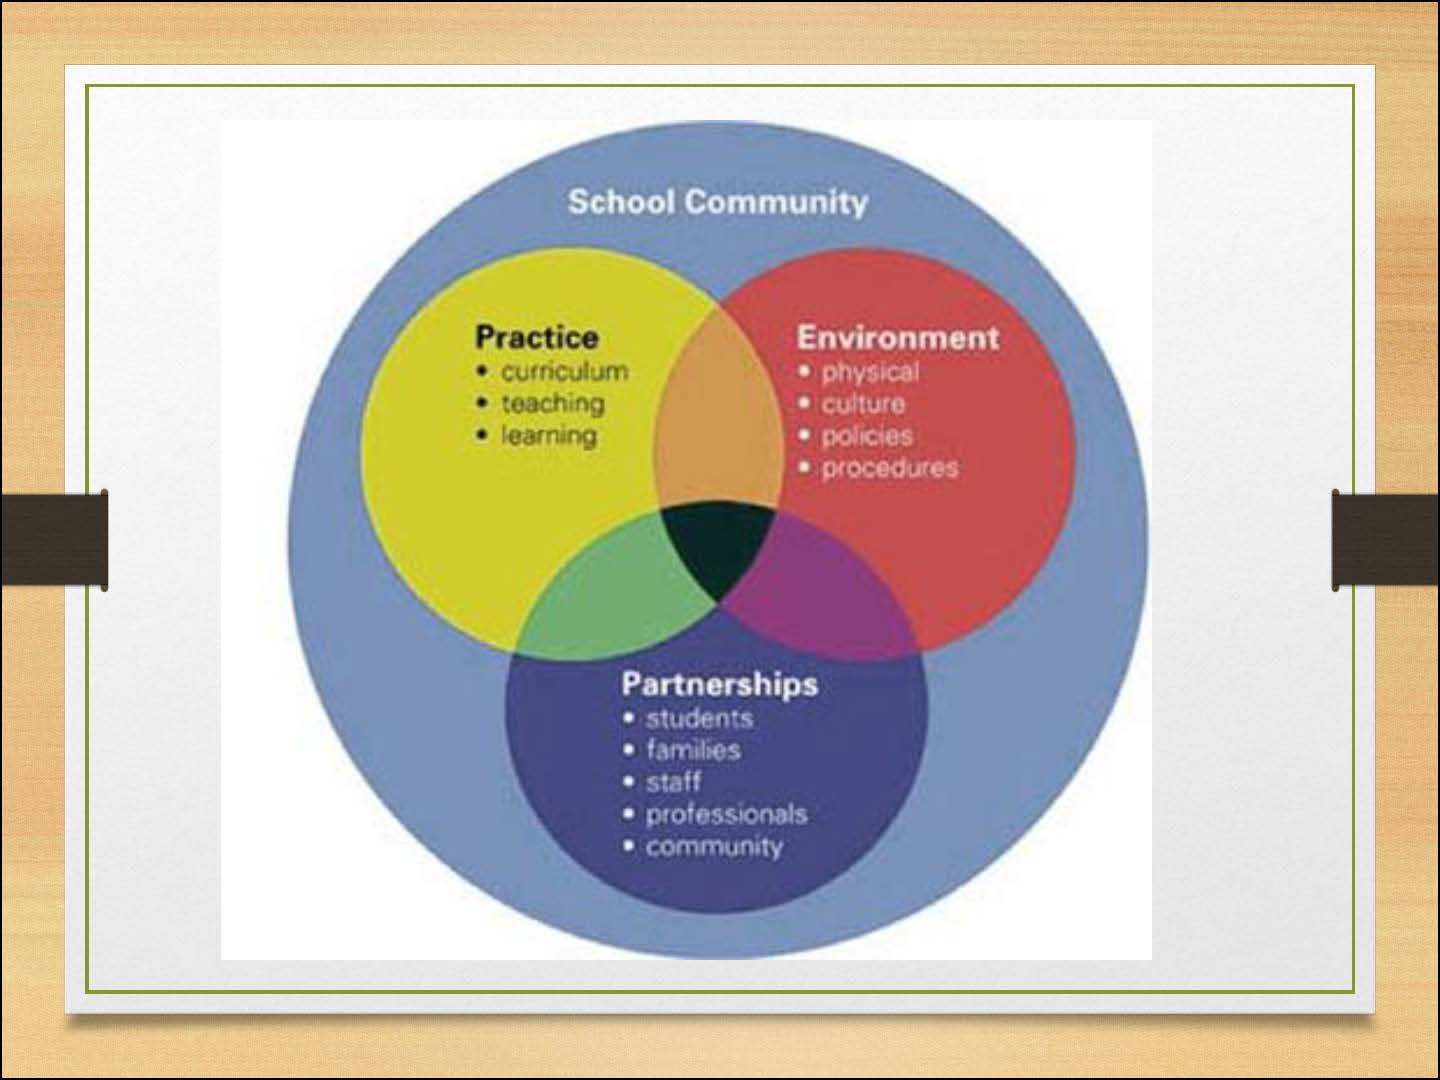 School Community
Practice
• curriculum
• teaching
• learning
Environment
• physical
• culture
• policies
• procedures
Partnerships
• students
• families
• staff
• professionals
• community